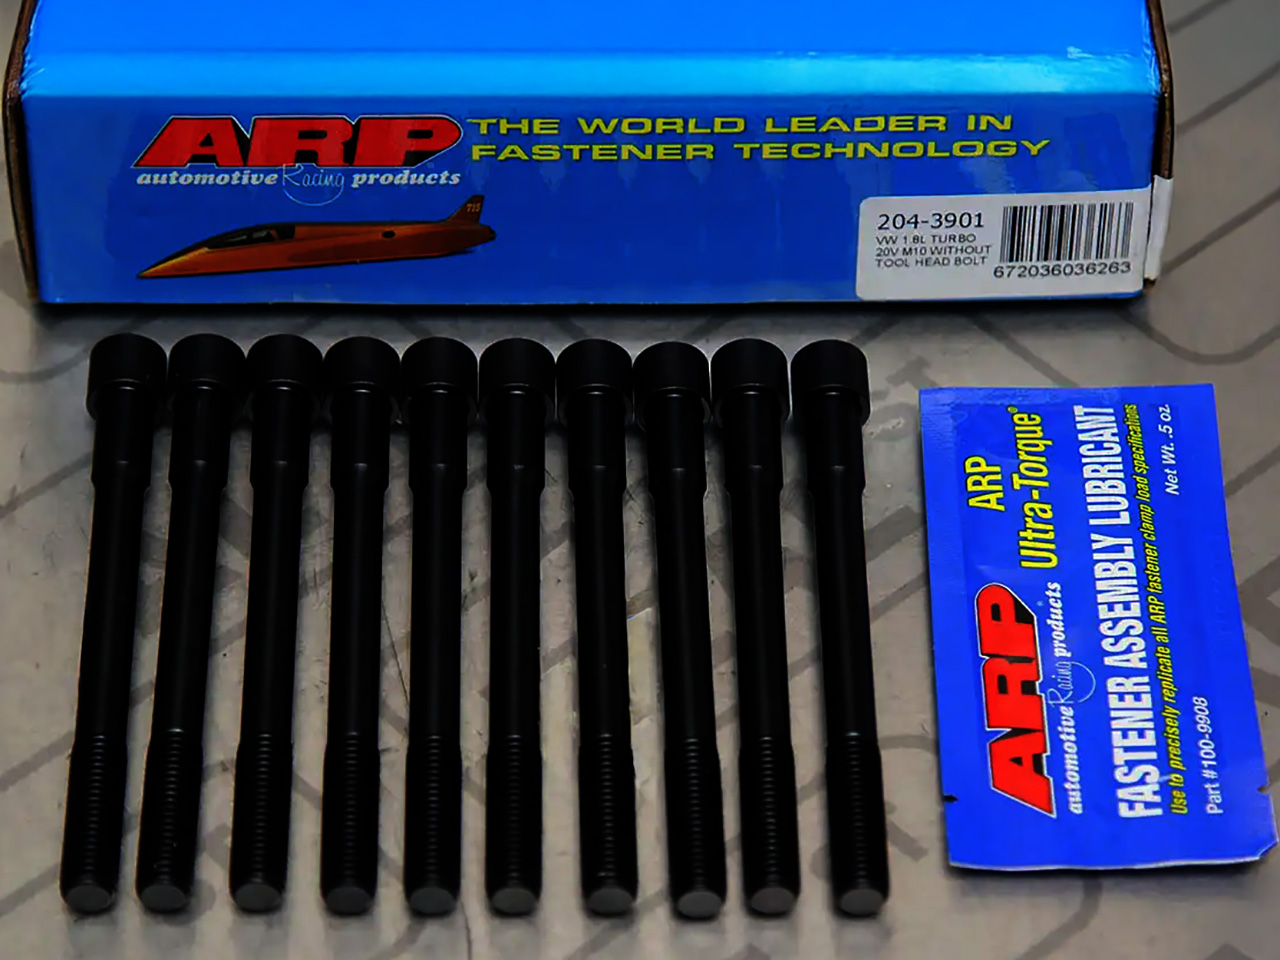 ARP
automotive Racing products
THE WORLD LEADER IN
FASTENER TECHNOLOGY
715
204-3901
VW 1.8L TURBO
20V M10 WITHOUT
TOOL HEAD BOLT
672036036263
ARP
Ultra-Torque®
ARP
automotive Racing products
FASTENER ASSEMBLY LUBRICANT
Use to precisely replicate all ARP fastener clamp load specifications
Part #100-9908
Net Wt. .5 oz.